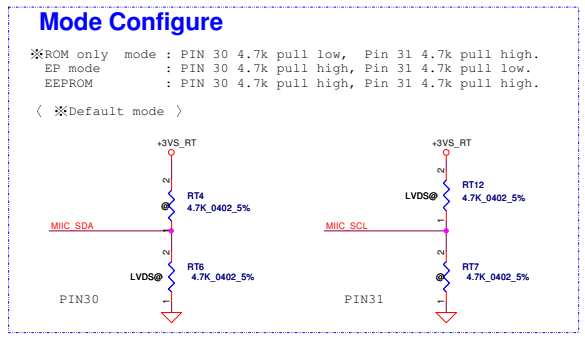 Mode Configure
※ROM only mode : PIN 30 4.7k pull low, Pin 31 4.7k pull high.
EP mode : PIN 30 4.7k pull high, Pin 31 4.7k pull low.
EEPROM : PIN 30 4.7k pull high, Pin 31 4.7k pull high.
〈 ※Default mode 〉
+3VS_RT +3VS_RT
2 2
RT4 RT12
@ 4.7K_0402_5% LVDS@ 4.7K_0402_5%
1 1
MIIC_SDA MIIC_SCL
2 2
RT6 RT7
LVDS@ 4.7K_0402_5% @ 4.7K_0402_5%
1 1
PIN30 PIN31